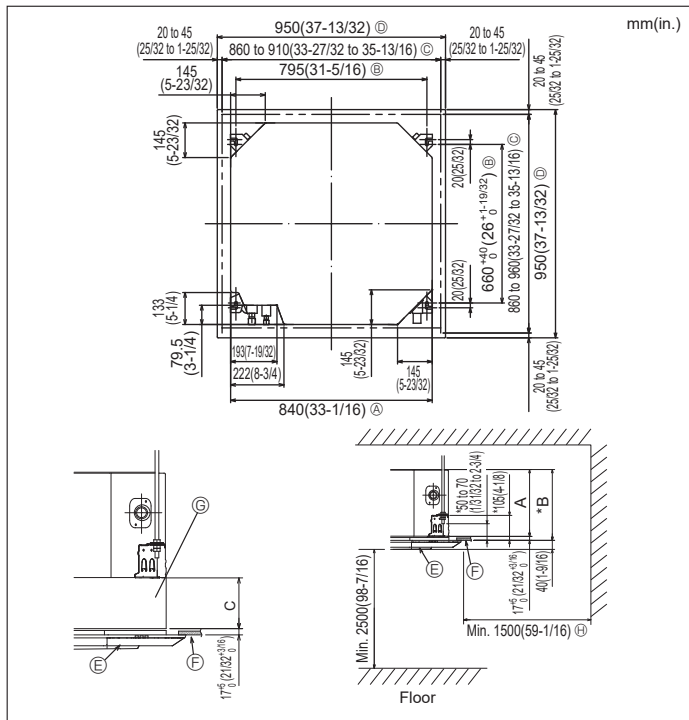 mm(in.)
950(37-13/32) Ⓓ
20 to 45
(25/32 to 1-25/32)
860 to 910(33-27/32 to 35-13/16) Ⓒ
20 to 45
(25/32 to 1-25/32)
795(31-5/16) Ⓑ
145
(5-23/32)
20 to 45
(25/32 to 1-25/32)
145
(5-23/32)
20(25/32)
660 +40 0 (26 +1-19/32 0) Ⓑ
860 to 960(33-27/32 to 35-13/16) Ⓒ
950(37-13/32) Ⓓ
20(25/32)
133
(5-1/4)
79.5
(3-1/4)
193(7-19/32)
222(8-3/4)
145
(5-23/32)
145
(5-23/32)
840(33-1/16) Ⓐ
20 to 45
(25/32 to 1-25/32)
Ⓖ
C
Ⓔ
Ⓕ
17 +5 0 (21/32 +3/16 0)
*50 to 70
(1/31/32 to 2-3/4)
*105(4-1/8)
A
*B
Ⓔ
Ⓕ
17 +5 0 (21/32 +3/16 0)
40(1-9/16)
Min. 2500(98-7/16)
Min. 1500(59-1/16) Ⓗ
Floor